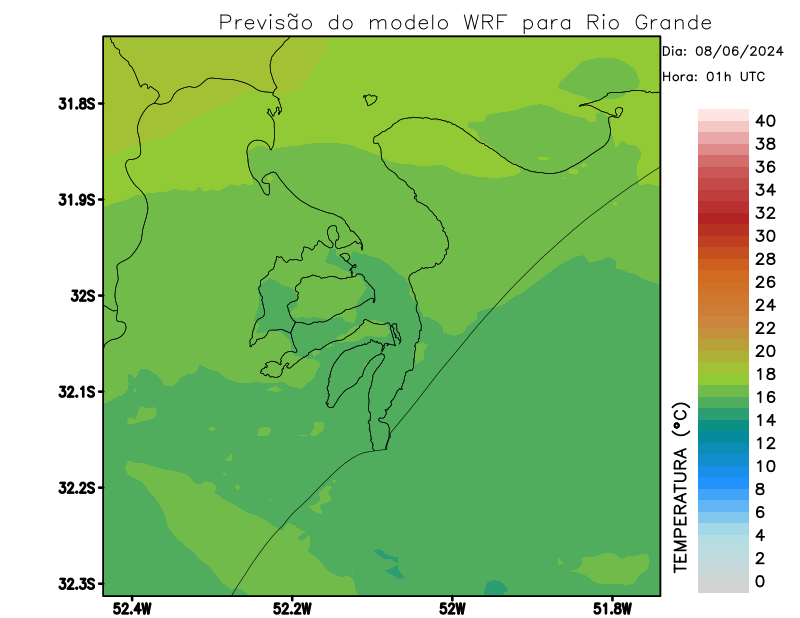 Previsão do modelo WRF para Rio Grande
Dia: 08/06/2024
Hora: 01h UTC
31.8S
31.9S
32S
32.1S
32.2S
32.3S
52.4W
52.2W
52W
51.8W
TEMPERATURA (°C)
40
38
36
34
32
30
28
26
24
22
20
18
16
14
12
10
8
6
4
2
0